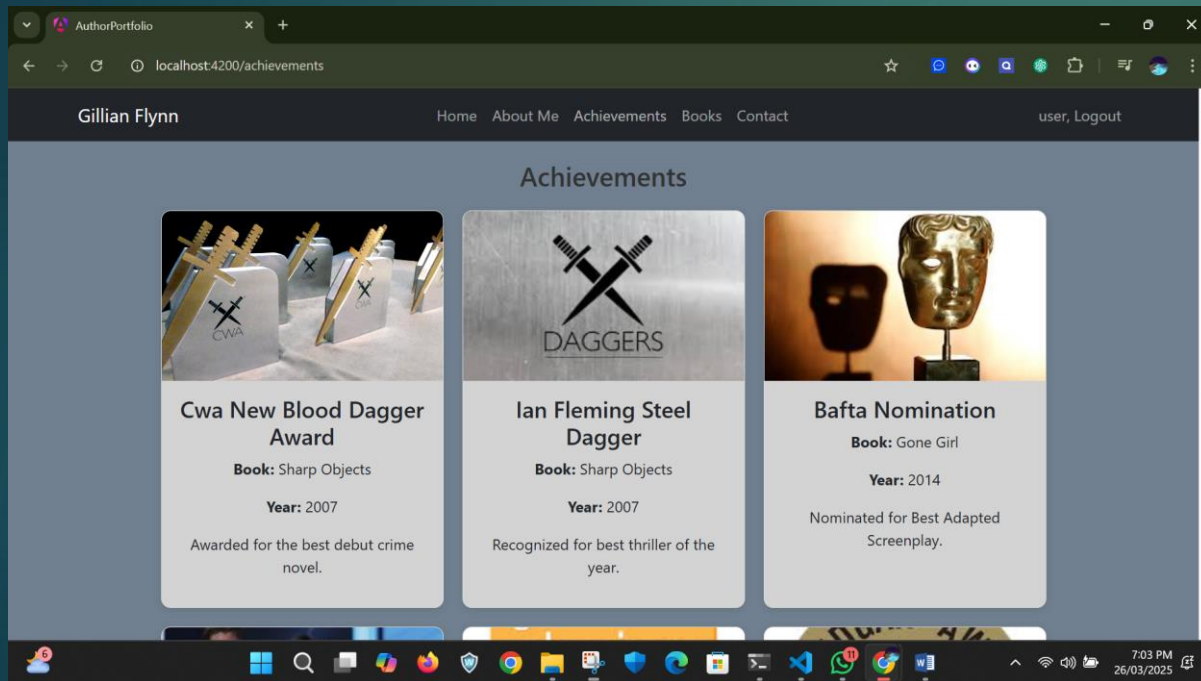 AuthorPortfolio
localhost:4200/achievements
Gillian Flynn
Home About Me Achievements Books Contact
user, Logout
Achievements
CWA
CWA
DAGGERS
Cwa New Blood Dagger
Award
Book: Sharp Objects
Year: 2007
Awarded for the best debut crime
novel.
Ian Fleming Steel
Dagger
Book: Sharp Objects
Year: 2007
Recognized for best thriller of the
year.
Bafta Nomination
Book: Gone Girl
Year: 2014
Nominated for Best Adapted
Screenplay.
6
11
7:03 PM
26/03/2025